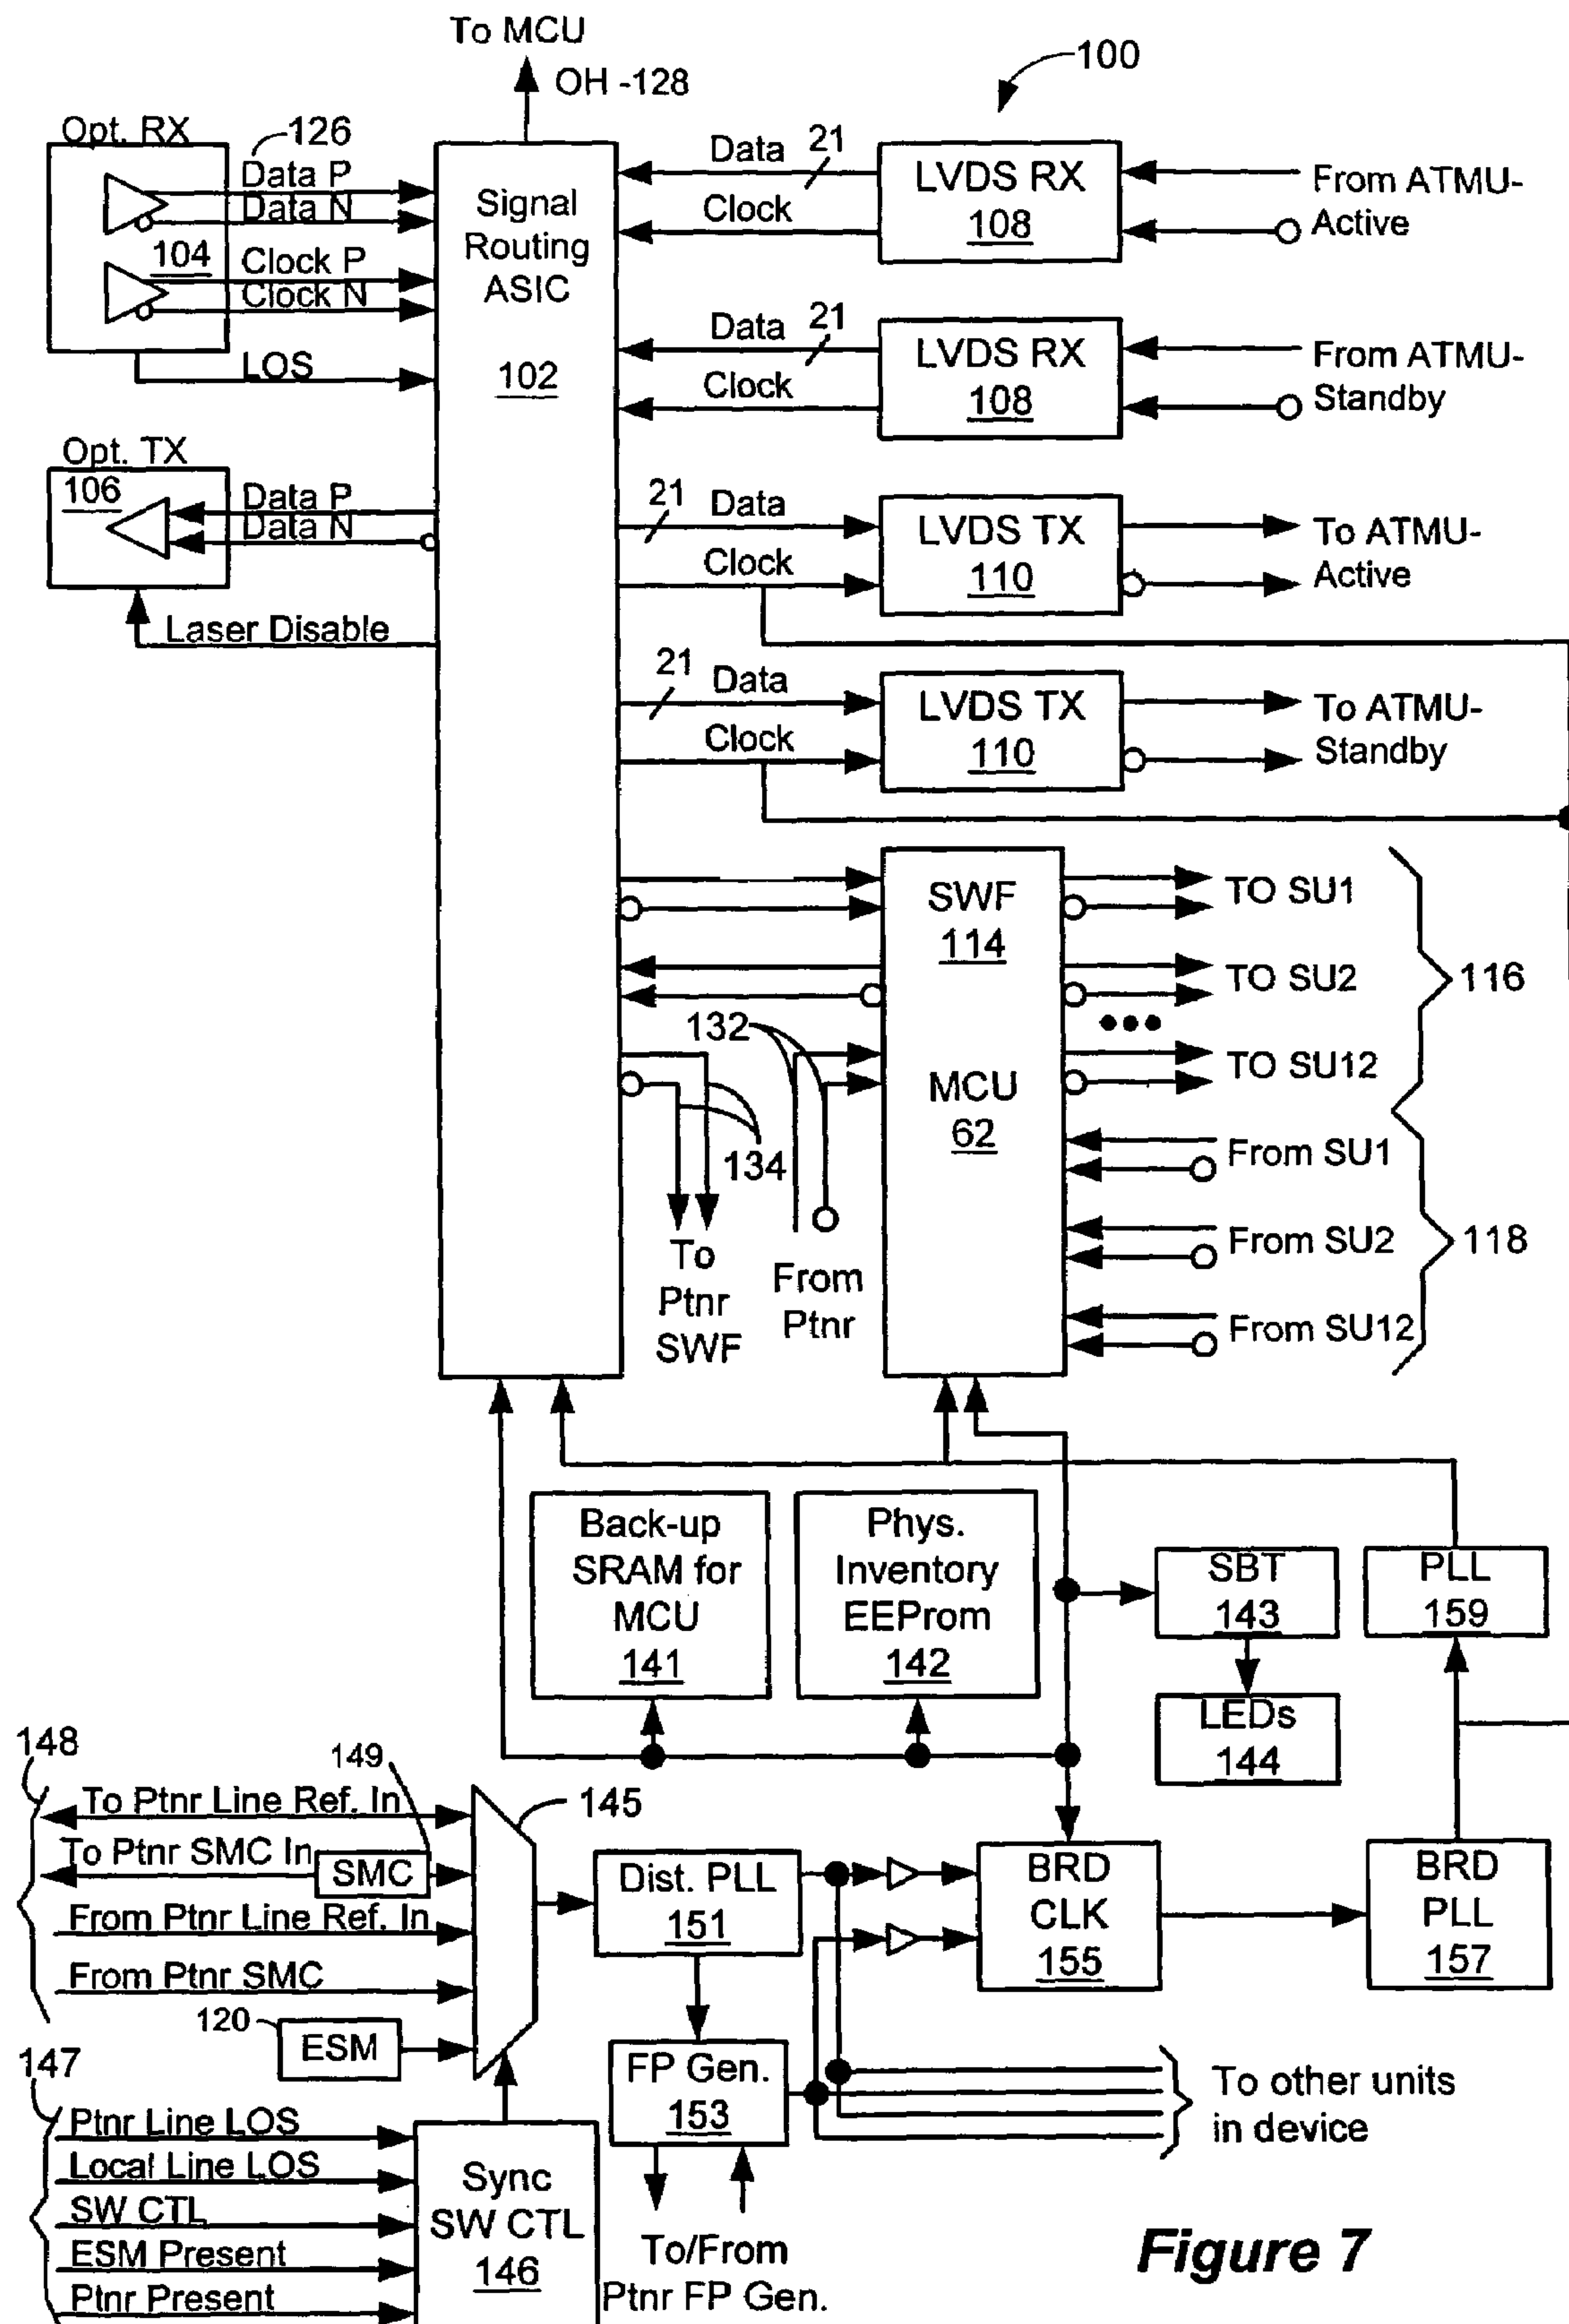 To MCU
OH -128
100
Opt. RX
126
Data P
Data N
104
Clock P
Clock N
LOS
Signal
Routing
ASIC
102
Data
21
Clock
LVDS RX
108
From ATMU-
Active
Data
21
Clock
LVDS RX
108
From ATMU-
Standby
Opt. TX
106
Data P
Data N
Laser Disable
21
Data
Clock
LVDS TX
110
To ATMU-
Active
21
Data
Clock
LVDS TX
110
To ATMU-
Standby
SWF
114
MCU
62
TO SU1
TO SU2
TO SU12
116
From SU1
From SU2
From SU12
118
132
134
To
Ptnr
SWF
From
Ptnr
Back-up
SRAM for
MCU
141
Phys.
Inventory
EEProm
142
SBT
143
LEDs
144
PLL
159
148
149
To Ptnr Line Ref. In
To Ptnr SMC In
SMC
From Ptnr Line Ref. In
From Ptnr SMC
120
ESM
145
Dist. PLL
151
BRD
CLK
155
BRD
PLL
157
FP Gen.
153
To other units
in device
147
Ptnr Line LOS
Local Line LOS
SW CTL
ESM Present
Ptnr Present
Sync
SW CTL
146
To/From
Ptnr FP Gen.
Figure 7